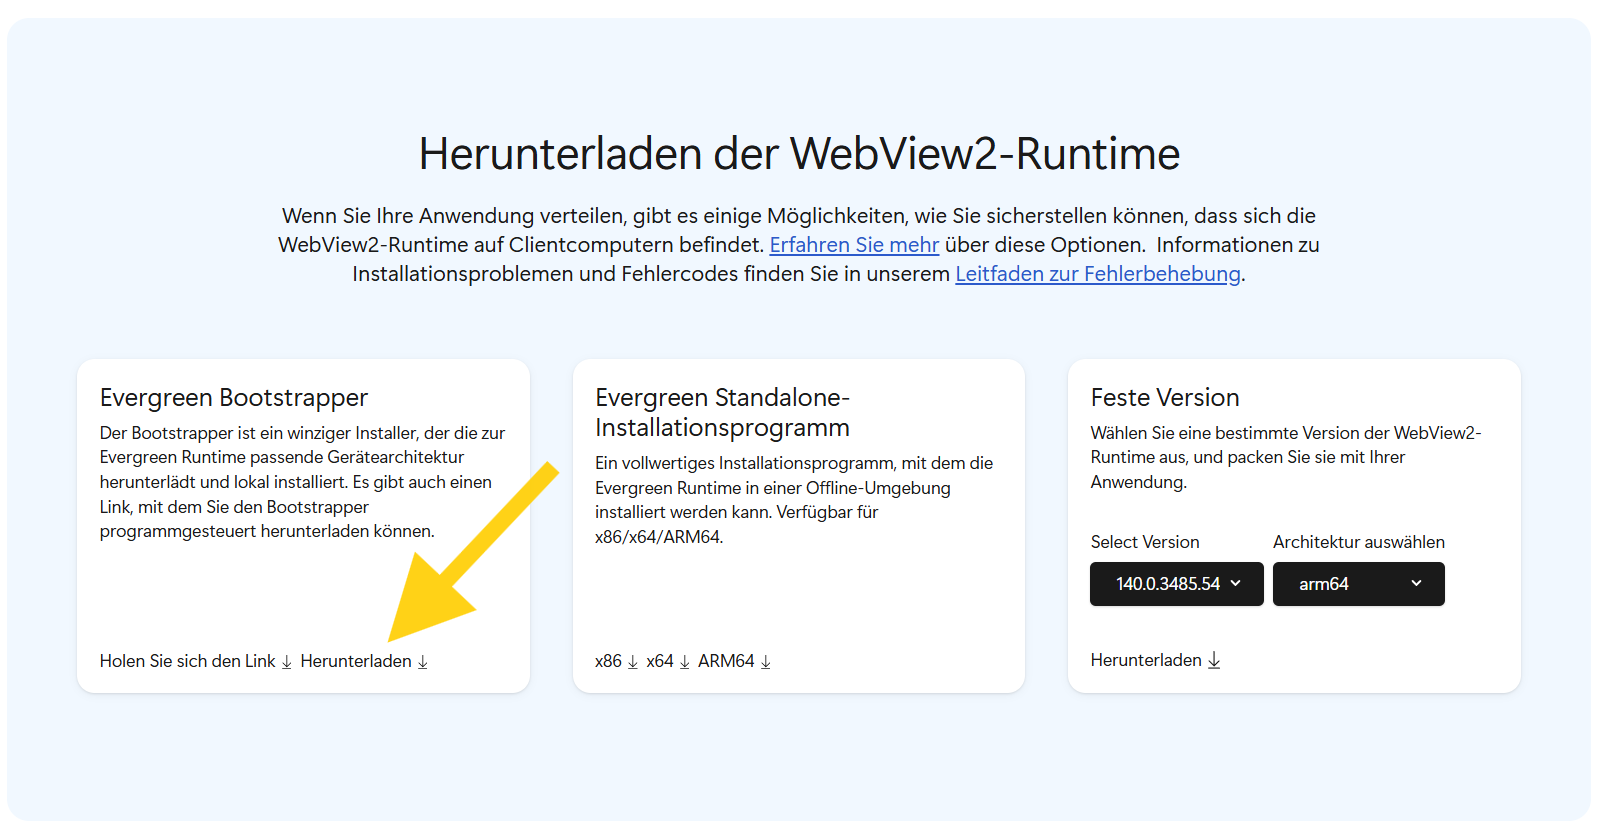 Herunterladen der WebView2-Runtime
Wenn Sie Ihre Anwendung verteilen, gibt es einige Möglichkeiten, wie Sie sicherstellen können, dass sich die
WebView2-Runtime auf Clientcomputern befindet. Erfahren Sie mehr über diese Optionen.  Informationen zu
Installationsproblemen und Fehlercodes finden Sie in unserem Leitfaden zur Fehlerbehebung.
Evergreen Bootstrapper
Der Bootstrapper ist ein winziger Installer, der die zur
Evergreen Runtime passende Gerätearchitektur
herunterlädt und lokal installiert. Es gibt auch einen
Link, mit dem Sie den Bootstrapper
programmgesteuert herunterladen können.
Holen Sie sich den Link Herunterladen
Evergreen Standalone-
Installationsprogramm
Ein vollwertiges Installationsprogramm, mit dem die
Evergreen Runtime in einer Offline-Umgebung
installiert werden kann. Verfügbar für
x86/x64/ARM64.
x86 x64 ARM64
Feste Version
Wählen Sie eine bestimmte Version der WebView2-
Runtime aus, und packen Sie sie mit Ihrer
Anwendung.
Select Version Architektur auswählen
140.0.3485.54 arm64
Herunterladen